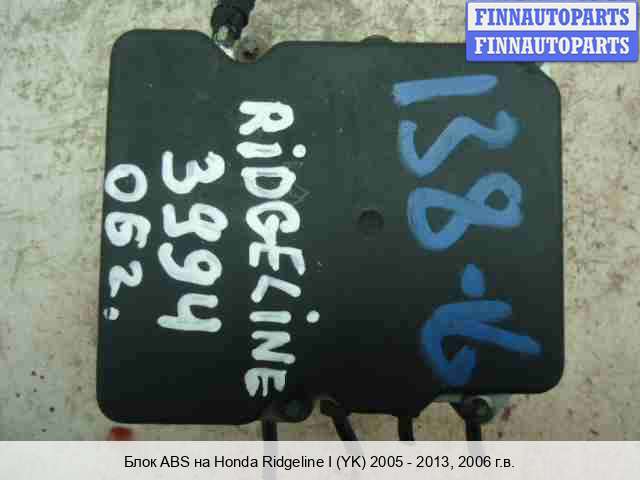 FINNAUTOPARTS
FINNAUTOPARTS
138-16
RiDGELiNE
3994
06г.
Блок ABS на Honda Ridgeline I (YK) 2005 - 2013, 2006 г.в.